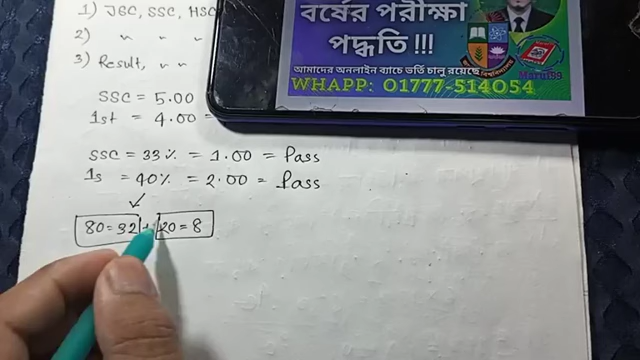 1) JSC, SSC, HSC
2) " " "
3) Result, " "
SSC = 5.00
1st = 4.00 =
SSC = 33% = 1.00 = Pass
1s = 40% = 2.00 = Pass
80 = 32 + 20 = 8
বর্ষের পরীক্ষা
পদ্ধতি !!!
আমাদের অনলাইন ব্যাচে ভর্তি চালু রয়েছে
WHAPP: 01777-514054